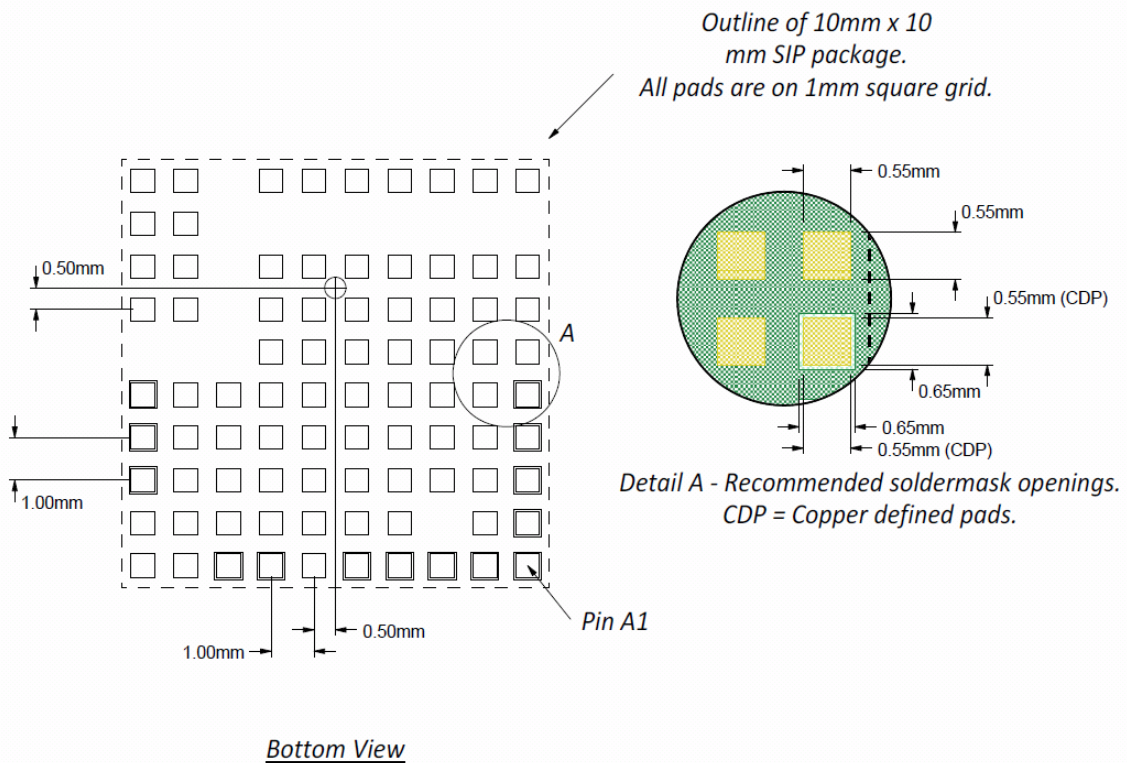 Outline of 10mm x 10
mm SIP package.
All pads are on 1mm square grid.
0.55mm
0.55mm
0.50mm
0.55mm (CDP)
A
0.65mm
0.65mm
0.55mm (CDP)
1.00mm
Detail A - Recommended soldermask openings.
CDP = Copper defined pads.
Pin A1
0.50mm
1.00mm
Bottom View